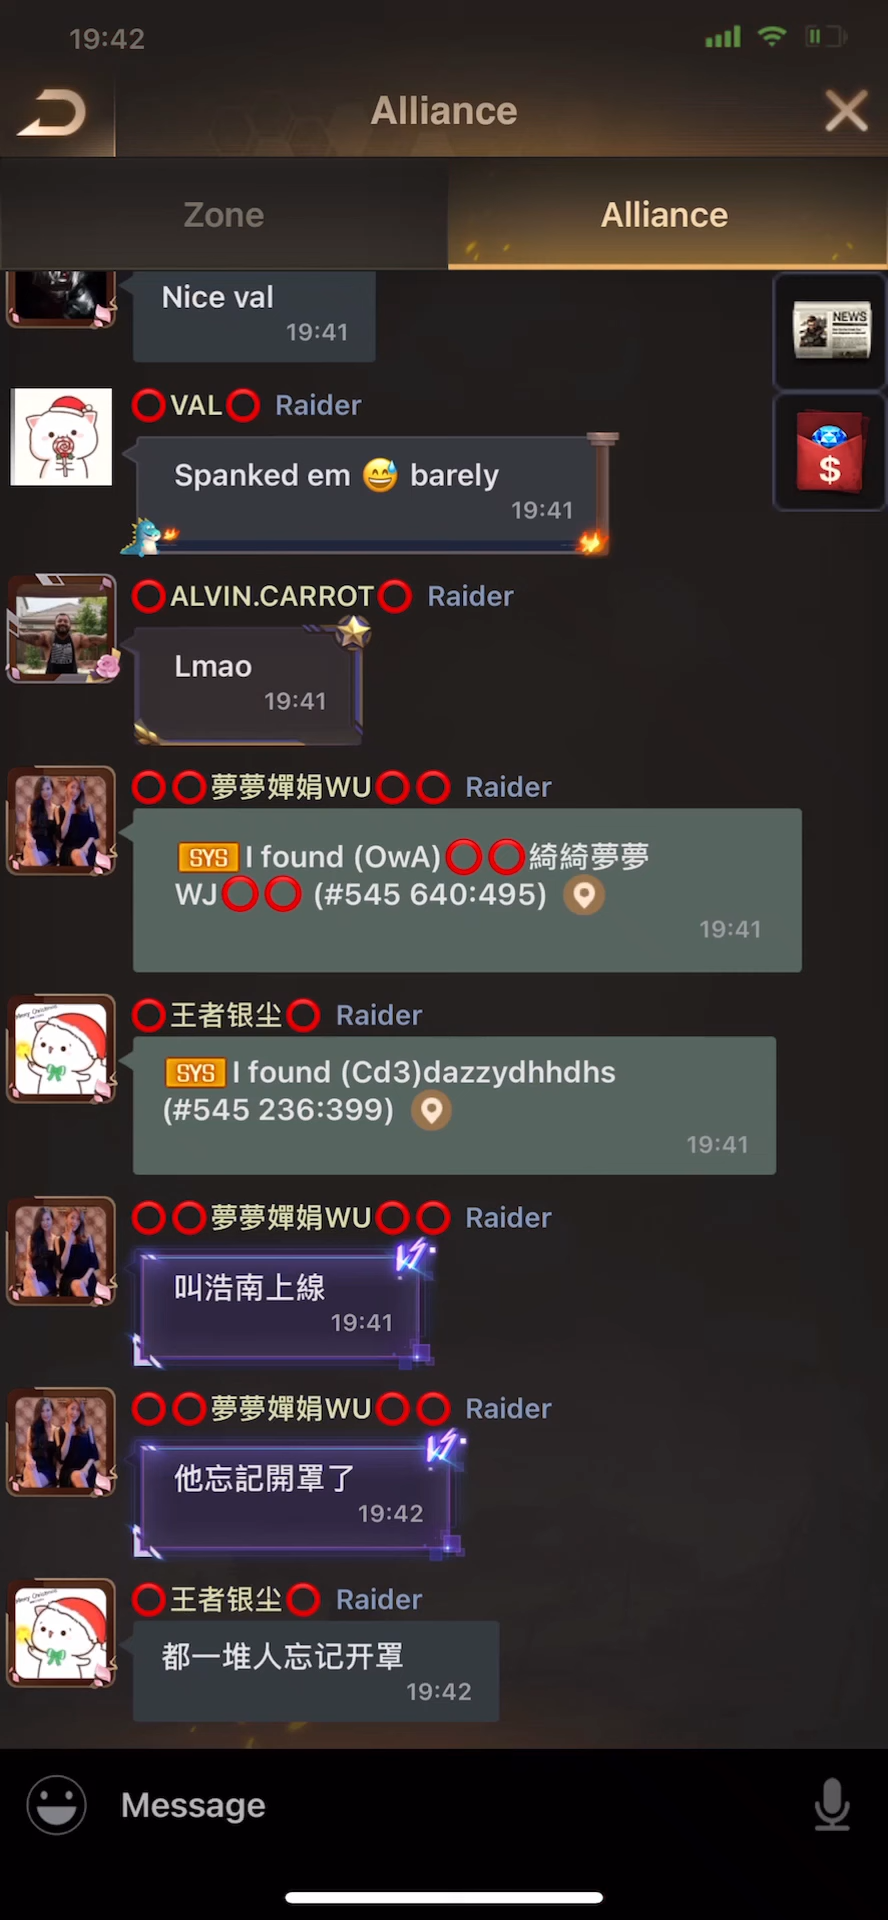 19:42
Alliance
Zone
Alliance
Nice val
19:41
NEWS
⭕VAL⭕ Raider
Spanked em 😅 barely
19:41
$
⭕ALVIN.CARROT⭕ Raider
Lmao
19:41
⭕⭕夢夢嬋娟WU⭕⭕ Raider
SYS I found (OwA)⭕⭕綺綺夢夢
WJ⭕⭕ (#545 640:495)
19:41
⭕王者银尘⭕ Raider
SYS I found (Cd3)dazzydhhdhs
(#545 236:399)
19:41
⭕⭕夢夢嬋娟WU⭕⭕ Raider
叫浩南上線
19:41
⭕⭕夢夢嬋娟WU⭕⭕ Raider
他忘記開罩了
19:42
⭕王者银尘⭕ Raider
都一堆人忘记开罩
19:42
Message